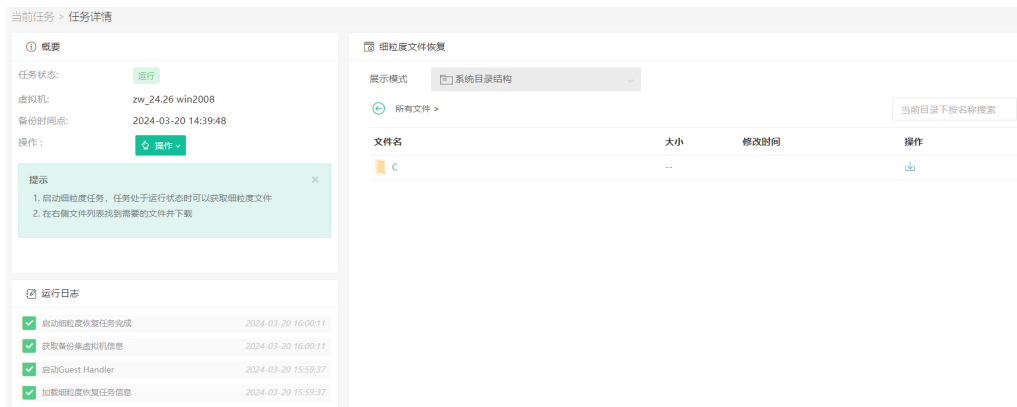 当前任务 > 任务详情
概要
任务状态: 运行
虚拟机: zw_24.26 win2008
备份时间点: 2024-03-20 14:39:48
操作 : 操作
提示 ×
1. 启动细粒度任务，任务处于运行状态时可以获取细粒度文件
2. 在右侧文件列表找到需要的文件并下载
运行日志
启动细粒度恢复任务完成 2024-03-20 16:00:11
获取备份集虚拟机信息 2024-03-20 16:00:11
启动Guest Handler 2024-03-20 15:59:37
加载细粒度恢复任务信息 2024-03-20 15:59:37
细粒度文件恢复
展示模式 系统目录结构
所有文件 > 当前目录下按名称搜索
文件名 大小 修改时间 操作
C --